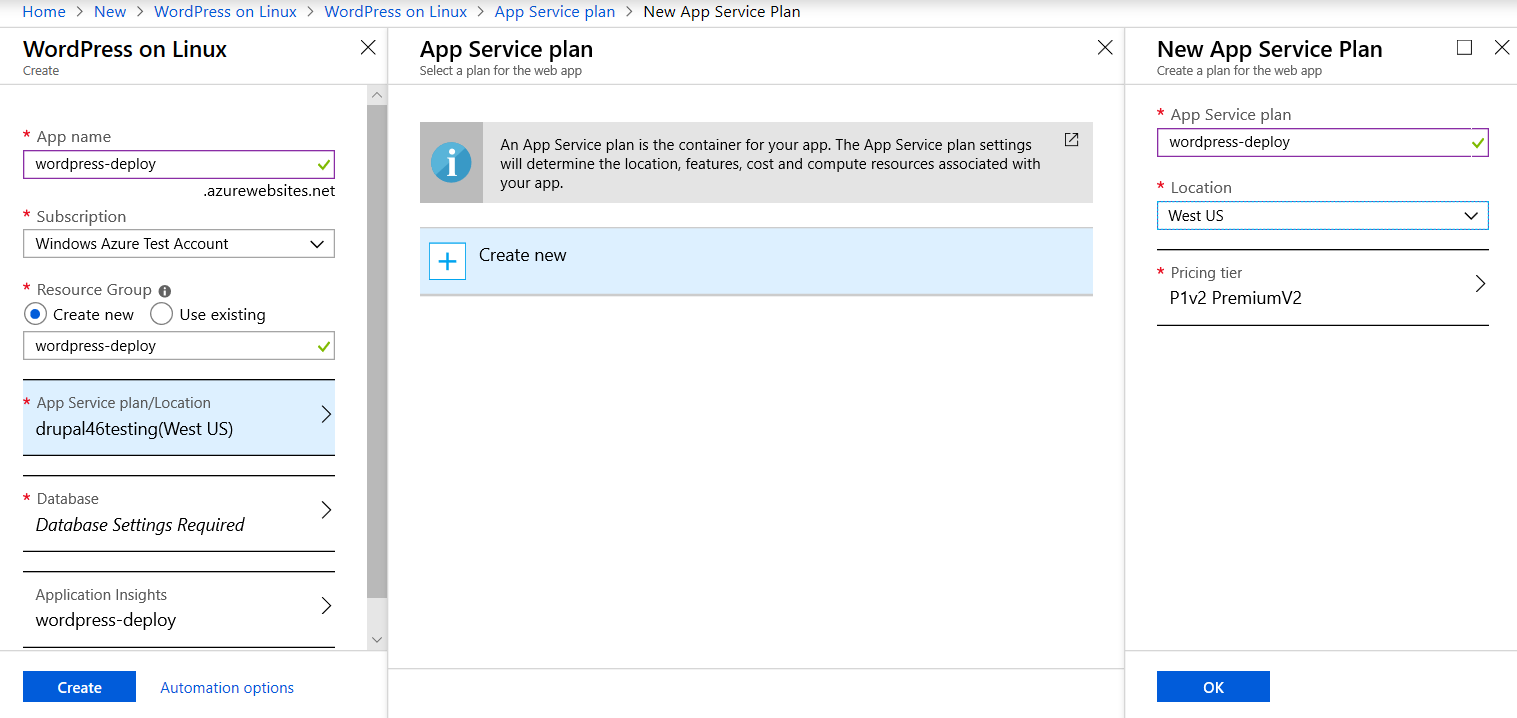 Home > New > WordPress on Linux > WordPress on Linux > App Service plan > New App Service Plan
WordPress on Linux
Create
* App name
wordpress-deploy
.azurewebsites.net
* Subscription
Windows Azure Test Account
* Resource Group
Create new Use existing
wordpress-deploy
* App Service plan/Location
drupal46testing(West US)
* Database
Database Settings Required
Application Insights
wordpress-deploy
Create Automation options
App Service plan
Select a plan for the web app
An App Service plan is the container for your app. The App Service plan settings
will determine the location, features, cost and compute resources associated with
your app.
Create new
New App Service Plan
Create a plan for the web app
* App Service plan
wordpress-deploy
* Location
West US
* Pricing tier
P1v2 PremiumV2
OK